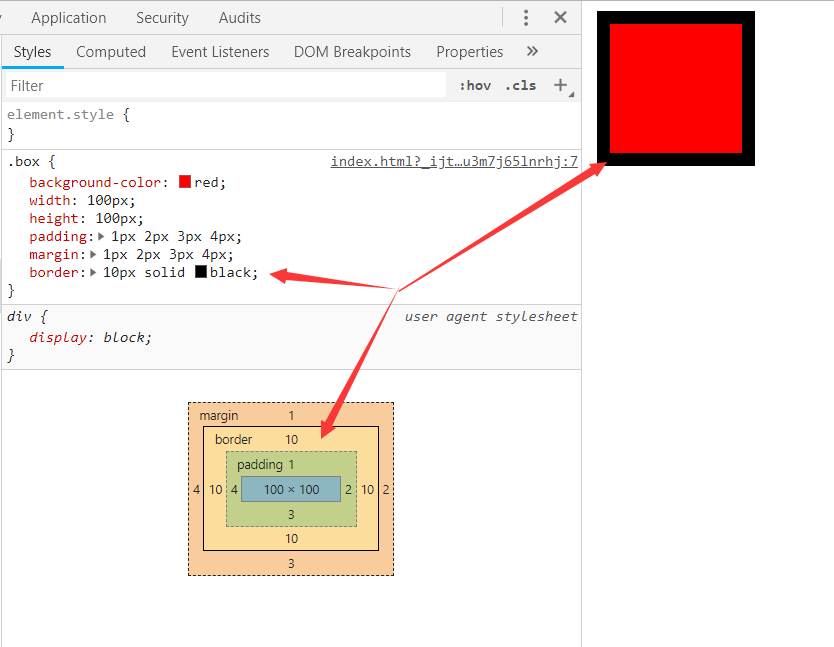 Application Security Audits
Styles Computed Event Listeners DOM Breakpoints Properties »
Filter :hov .cls +
element.style {
}
.box { index.html?_ijt…u3m7j65lnrhj:7
background-color: red;
width: 100px;
height: 100px;
padding: 1px 2px 3px 4px;
margin: 1px 2px 3px 4px;
border: 10px solid black;
}
div { user agent stylesheet
display: block;
}
margin 1
border 10
padding 1
4 10 4 100 × 100 2 10 2
3
10
3